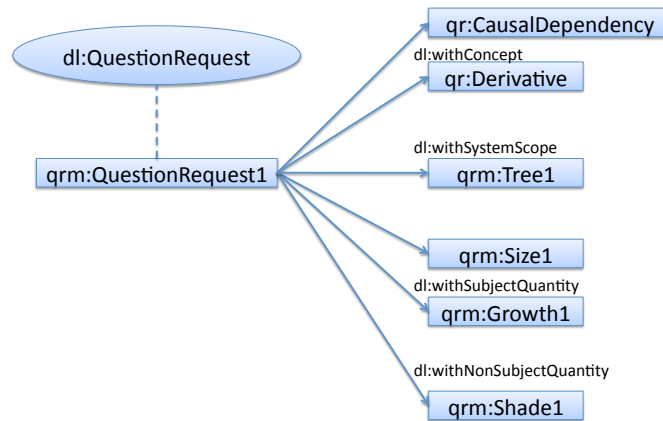 qr:CausalDependency
dl:QuestionRequest
dl:withConcept
qr:Derivative
dl:withSystemScope
qrm:QuestionRequest1
qrm:Tree1
qrm:Size1
dl:withSubjectQuantity
qrm:Growth1
dl:withNonSubjectQuantity
qrm:Shade1